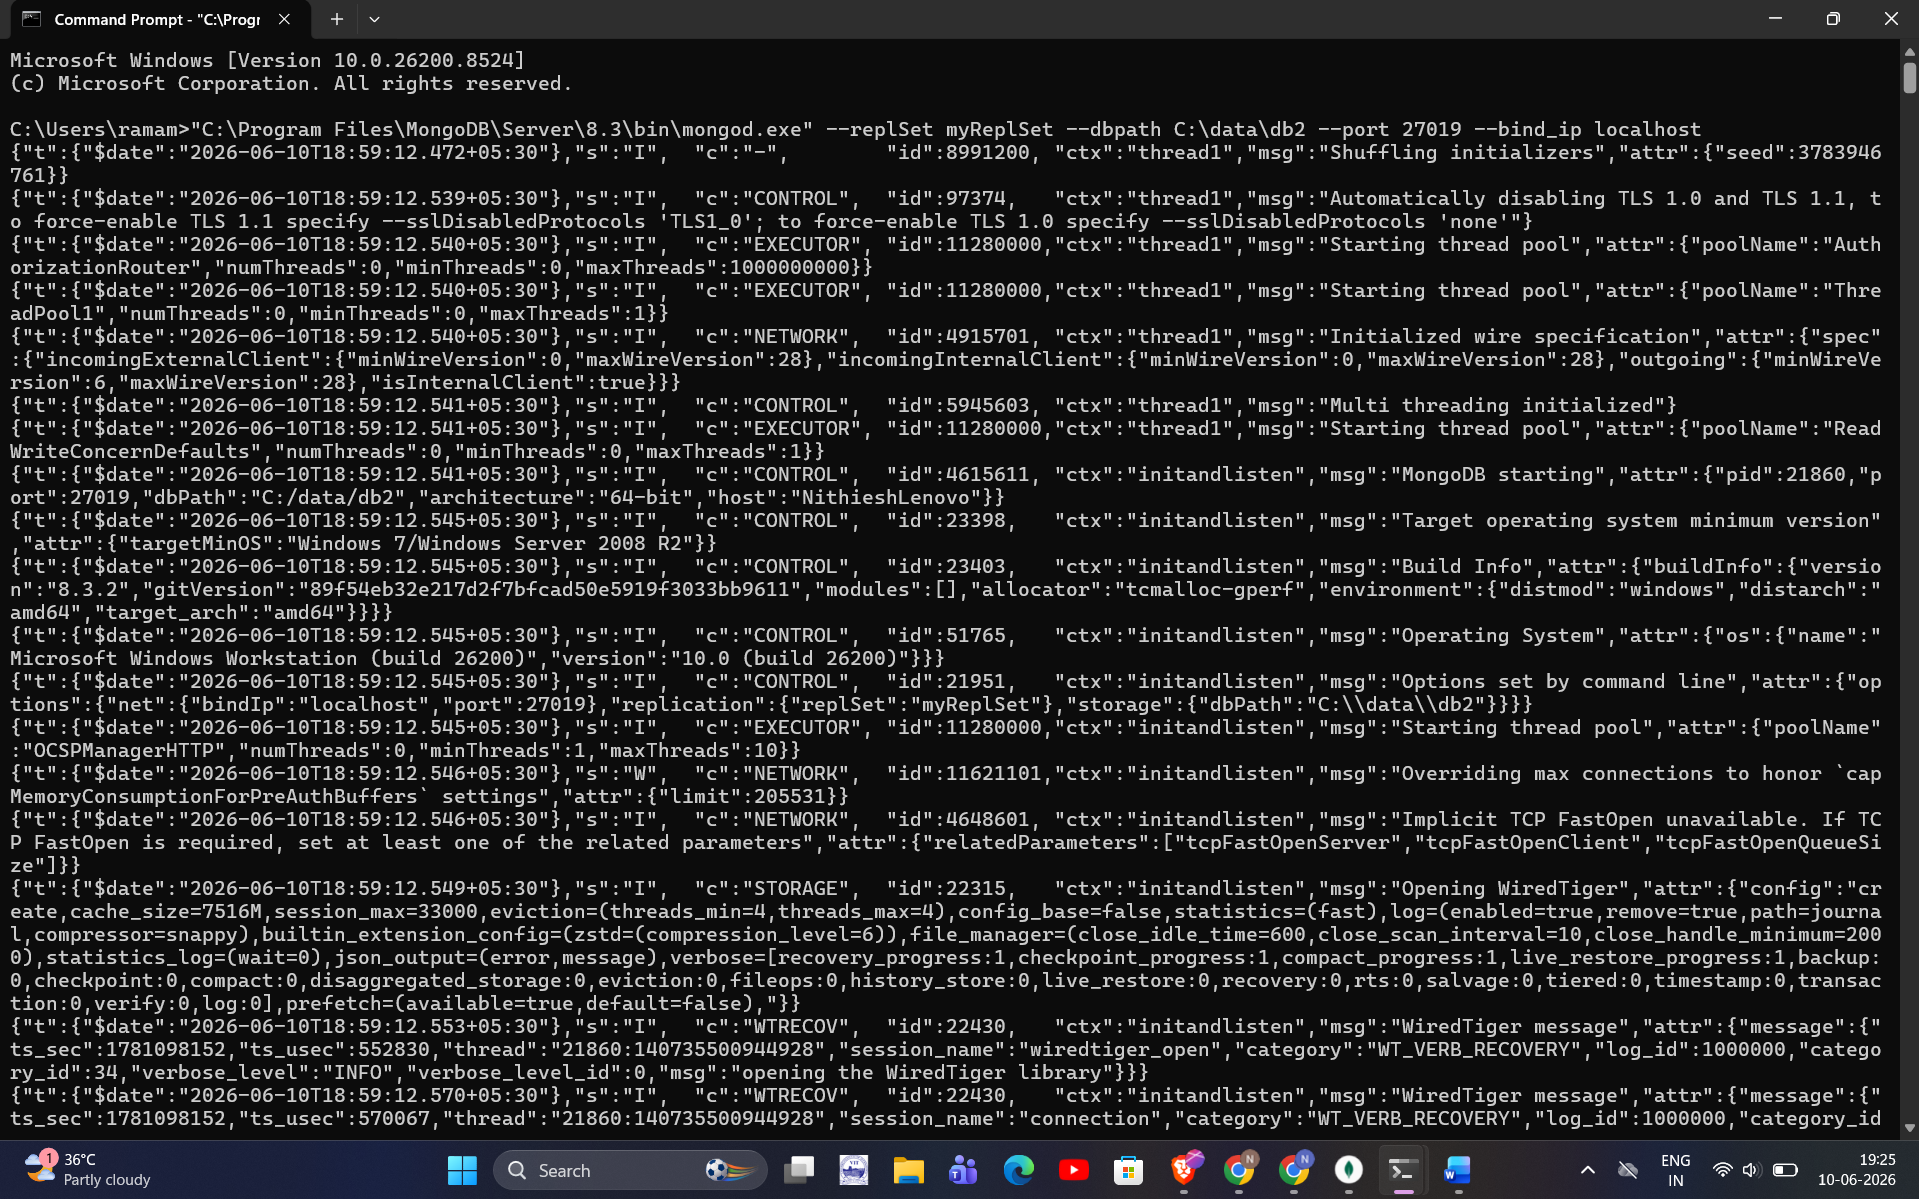 Command Prompt - "C:\Progr
Microsoft Windows [Version 10.0.26200.8524]
(c) Microsoft Corporation. All rights reserved.
C:\Users\ramam>"C:\Program Files\MongoDB\Server\8.3\bin\mongod.exe" --replSet myReplSet --dbpath C:\data\db2 --port 27019 --bind_ip localhost
{"t":{"$date":"2026-06-10T18:59:12.472+05:30"},"s":"I",  "c":"-",        "id":8991200, "ctx":"thread1","msg":"Shuffling initializers","attr":{"seed":3783946
761}}
{"t":{"$date":"2026-06-10T18:59:12.539+05:30"},"s":"I",  "c":"CONTROL",  "id":97374,   "ctx":"thread1","msg":"Automatically disabling TLS 1.0 and TLS 1.1, t
o force-enable TLS 1.1 specify --sslDisabledProtocols 'TLS1_0'; to force-enable TLS 1.0 specify --sslDisabledProtocols 'none'"}
{"t":{"$date":"2026-06-10T18:59:12.540+05:30"},"s":"I",  "c":"EXECUTOR", "id":11280000,"ctx":"thread1","msg":"Starting thread pool","attr":{"poolName":"Auth
orizationRouter","numThreads":0,"minThreads":0,"maxThreads":1000000000}}
{"t":{"$date":"2026-06-10T18:59:12.540+05:30"},"s":"I",  "c":"EXECUTOR", "id":11280000,"ctx":"thread1","msg":"Starting thread pool","attr":{"poolName":"Thre
adPool1","numThreads":0,"minThreads":0,"maxThreads":1}}
{"t":{"$date":"2026-06-10T18:59:12.540+05:30"},"s":"I",  "c":"NETWORK",  "id":4915701, "ctx":"thread1","msg":"Initialized wire specification","attr":{"spec"
:{"incomingExternalClient":{"minWireVersion":0,"maxWireVersion":28},"incomingInternalClient":{"minWireVersion":0,"maxWireVersion":28},"outgoing":{"minWireVe
rsion":6,"maxWireVersion":28},"isInternalClient":true}}}
{"t":{"$date":"2026-06-10T18:59:12.541+05:30"},"s":"I",  "c":"CONTROL",  "id":5945603, "ctx":"thread1","msg":"Multi threading initialized"}
{"t":{"$date":"2026-06-10T18:59:12.541+05:30"},"s":"I",  "c":"EXECUTOR", "id":11280000,"ctx":"thread1","msg":"Starting thread pool","attr":{"poolName":"Read
WriteConcernDefaults","numThreads":0,"minThreads":0,"maxThreads":1}}
{"t":{"$date":"2026-06-10T18:59:12.541+05:30"},"s":"I",  "c":"CONTROL",  "id":4615611, "ctx":"initandlisten","msg":"MongoDB starting","attr":{"pid":21860,"p
ort":27019,"dbPath":"C:/data/db2","architecture":"64-bit","host":"NithieshLenovo"}}
{"t":{"$date":"2026-06-10T18:59:12.545+05:30"},"s":"I",  "c":"CONTROL",  "id":23398,   "ctx":"initandlisten","msg":"Target operating system minimum version"
,"attr":{"targetMinOS":"Windows 7/Windows Server 2008 R2"}}
{"t":{"$date":"2026-06-10T18:59:12.545+05:30"},"s":"I",  "c":"CONTROL",  "id":23403,   "ctx":"initandlisten","msg":"Build Info","attr":{"buildInfo":{"versio
n":"8.3.2","gitVersion":"89f54eb32e217d2f7bfcad50e5919f3033bb9611","modules":[],"allocator":"tcmalloc-gperf","environment":{"distmod":"windows","distarch":"
amd64","target_arch":"amd64"}}}}
{"t":{"$date":"2026-06-10T18:59:12.545+05:30"},"s":"I",  "c":"CONTROL",  "id":51765,   "ctx":"initandlisten","msg":"Operating System","attr":{"os":{"name":"
Microsoft Windows Workstation (build 26200)","version":"10.0 (build 26200)"}}}
{"t":{"$date":"2026-06-10T18:59:12.545+05:30"},"s":"I",  "c":"CONTROL",  "id":21951,   "ctx":"initandlisten","msg":"Options set by command line","attr":{"op
tions":{"net":{"bindIp":"localhost","port":27019},"replication":{"replSet":"myReplSet"},"storage":{"dbPath":"C:\\data\\db2"}}}}
{"t":{"$date":"2026-06-10T18:59:12.545+05:30"},"s":"I",  "c":"EXECUTOR", "id":11280000,"ctx":"initandlisten","msg":"Starting thread pool","attr":{"poolName"
:"OCSPManagerHTTP","numThreads":0,"minThreads":1,"maxThreads":10}}
{"t":{"$date":"2026-06-10T18:59:12.546+05:30"},"s":"W",  "c":"NETWORK",  "id":11621101,"ctx":"initandlisten","msg":"Overriding max connections to honor `cap
MemoryConsumptionForPreAuthBuffers` settings","attr":{"limit":205531}}
{"t":{"$date":"2026-06-10T18:59:12.546+05:30"},"s":"I",  "c":"NETWORK",  "id":4648601, "ctx":"initandlisten","msg":"Implicit TCP FastOpen unavailable. If TC
P FastOpen is required, set at least one of the related parameters","attr":{"relatedParameters":["tcpFastOpenServer","tcpFastOpenClient","tcpFastOpenQueueSi
ze"]}}
{"t":{"$date":"2026-06-10T18:59:12.549+05:30"},"s":"I",  "c":"STORAGE",  "id":22315,   "ctx":"initandlisten","msg":"Opening WiredTiger","attr":{"config":"cr
eate,cache_size=7516M,session_max=33000,eviction=(threads_min=4,threads_max=4),config_base=false,statistics=(fast),log=(enabled=true,remove=true,path=journa
l,compressor=snappy),builtin_extension_config=(zstd=(compression_level=6)),file_manager=(close_idle_time=600,close_scan_interval=10,close_handle_minimum=200
0),statistics_log=(wait=0),json_output=(error,message),verbose=[recovery_progress:1,checkpoint_progress:1,compact_progress:1,live_restore_progress:1,backup:
0,checkpoint:0,compact:0,disaggregated_storage:0,eviction:0,fileops:0,history_store:0,live_restore:0,recovery:0,rts:0,salvage:0,tiered:0,timestamp:0,transac
tion:0,verify:0,log:0],prefetch=(available=true,default=false),"}}
{"t":{"$date":"2026-06-10T18:59:12.553+05:30"},"s":"I",  "c":"WTRECOV",  "id":22430,   "ctx":"initandlisten","msg":"WiredTiger message","attr":{"message":{"
ts_sec":1781098152,"ts_usec":552830,"thread":"21860:140735500944928","session_name":"wiredtiger_open","category":"WT_VERB_RECOVERY","log_id":1000000,"catego
ry_id":34,"verbose_level":"INFO","verbose_level_id":0,"msg":"opening the WiredTiger library"}}}
{"t":{"$date":"2026-06-10T18:59:12.570+05:30"},"s":"I",  "c":"WTRECOV",  "id":22430,   "ctx":"initandlisten","msg":"WiredTiger message","attr":{"message":{"
ts_sec":1781098152,"ts_usec":570067,"thread":"21860:140735500944928","session_name":"connection","category":"WT_VERB_RECOVERY","log_id":1000000,"category_id
1
36°C
Partly cloudy
Search
N
N
ENG
IN
19:25
10-06-2026